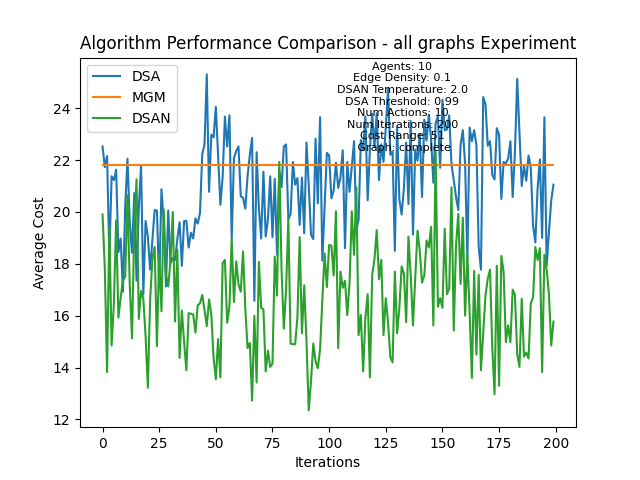 Algorithm Performance Comparison - all graphs Experiment
DSA
MGM
DSAN
Agents: 10
Edge Density: 0.1
DSAN Temperature: 2.0
DSA Threshold: 0.99
Num Actions: 10
Num Iterations: 200
Cost Range: 51
Graph: complete
Average Cost
24
22
20
18
16
14
12
0 25 50 75 100 125 150 175 200
Iterations